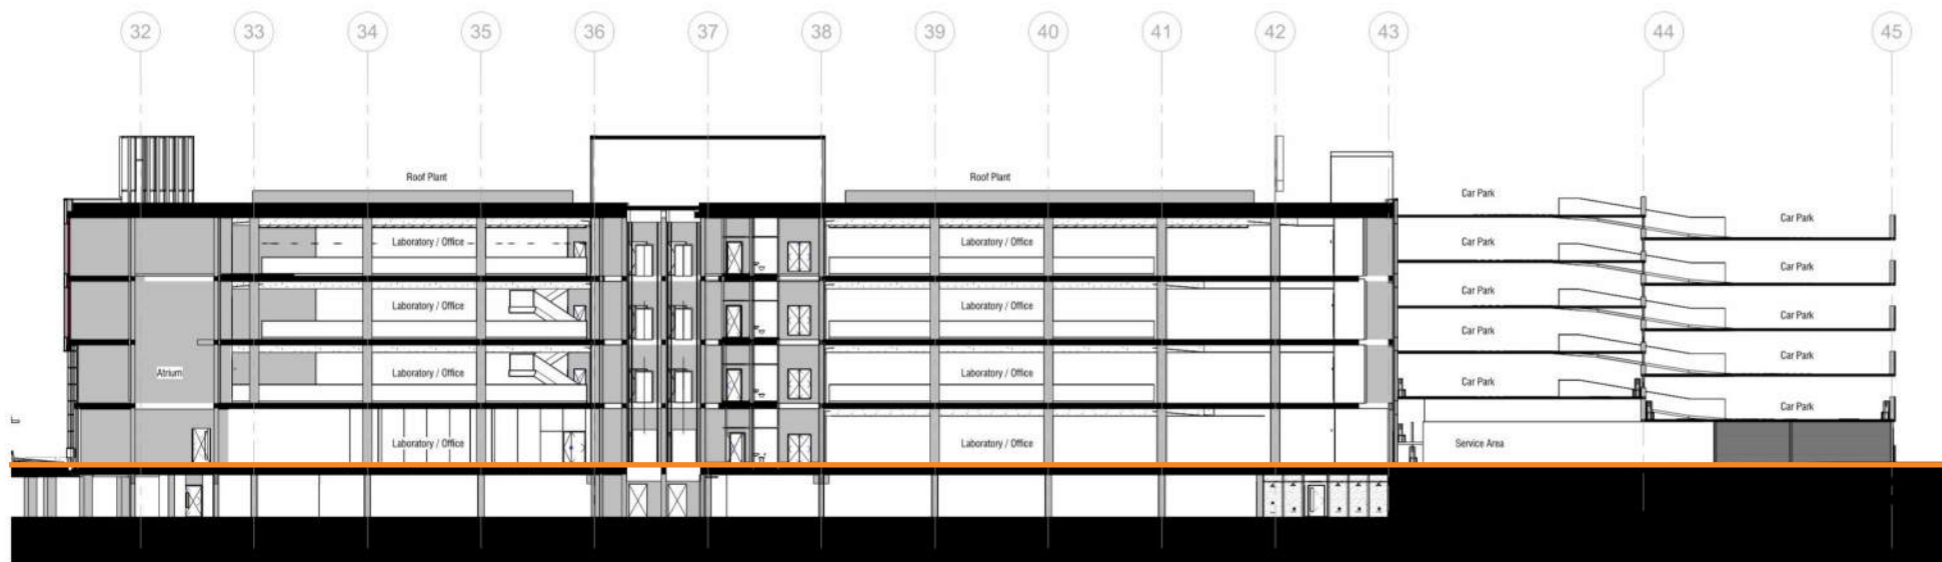 32 33 34 35 36 37 38 39 40 41 42 43 44 45
Roof Plant Roof Plant
Car Park
Car Park
Laboratory / Office Laboratory / Office Car Park
Car Park
Laboratory / Office Laboratory / Office Car Park
Car Park
Car Park
Car Park
Atrium Laboratory / Office Laboratory / Office
Car Park
Car Park
Laboratory / Office Laboratory / Office Service Area